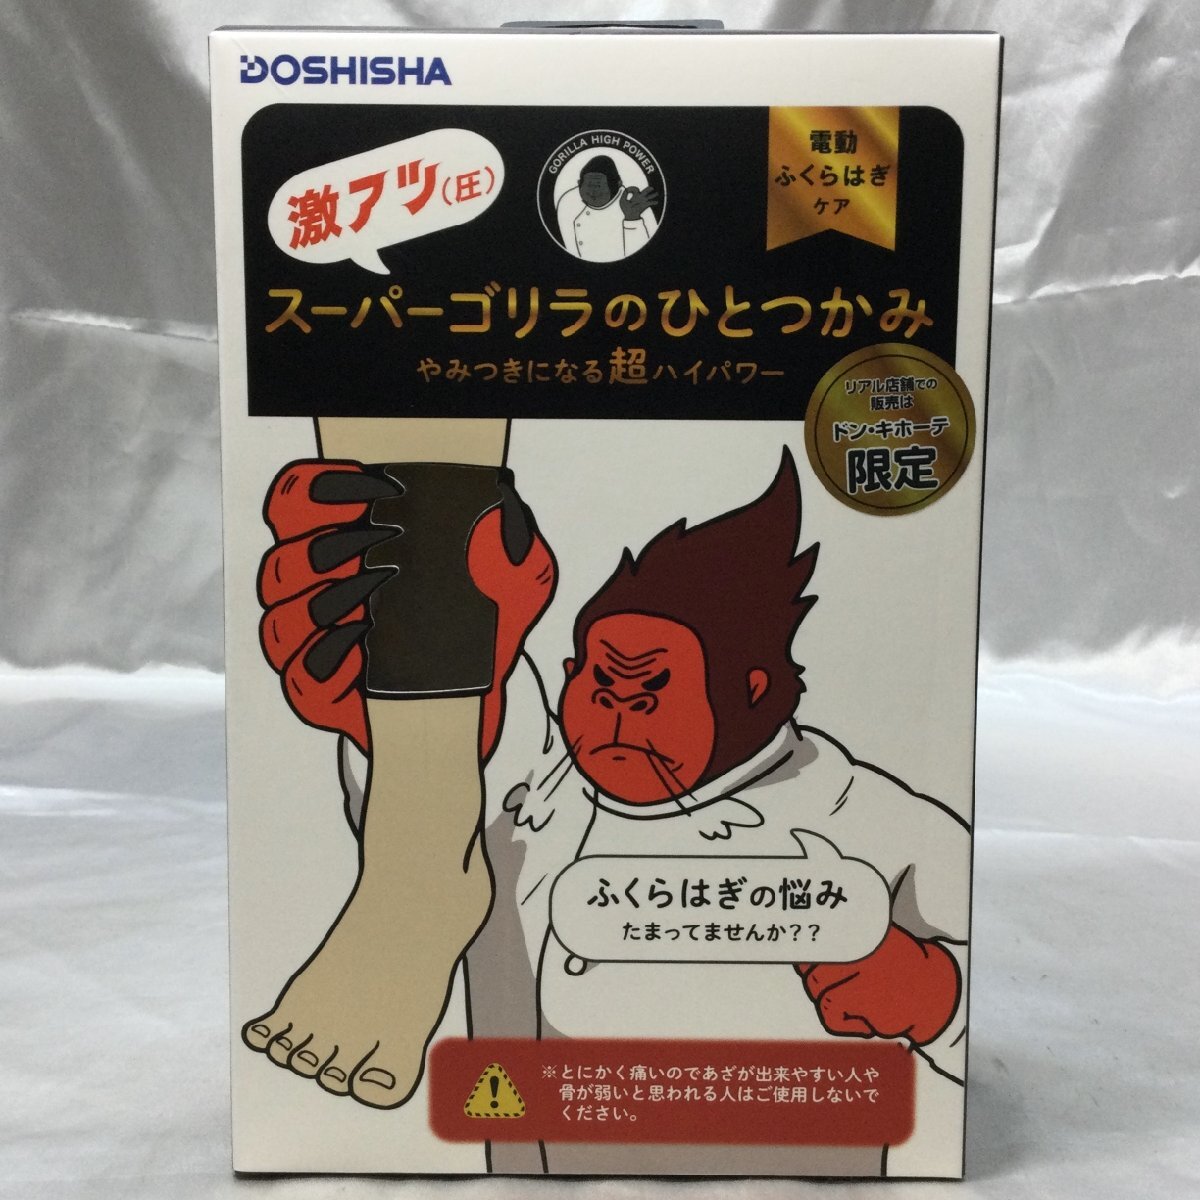 DOSHISHA
激アツ(圧)
GORILLA HIGH POWER
電動
ふくらはぎ
ケア
スーパーゴリラのひとつかみ
やみつきになる超ハイパワー
リアル店舗での
販売は
ドン・キホーテ
限定
ふくらはぎの悩み
たまってませんか??
※とにかく痛いのであざが出来やすい人や
骨が弱いと思われる人はご使用しないで
ください。